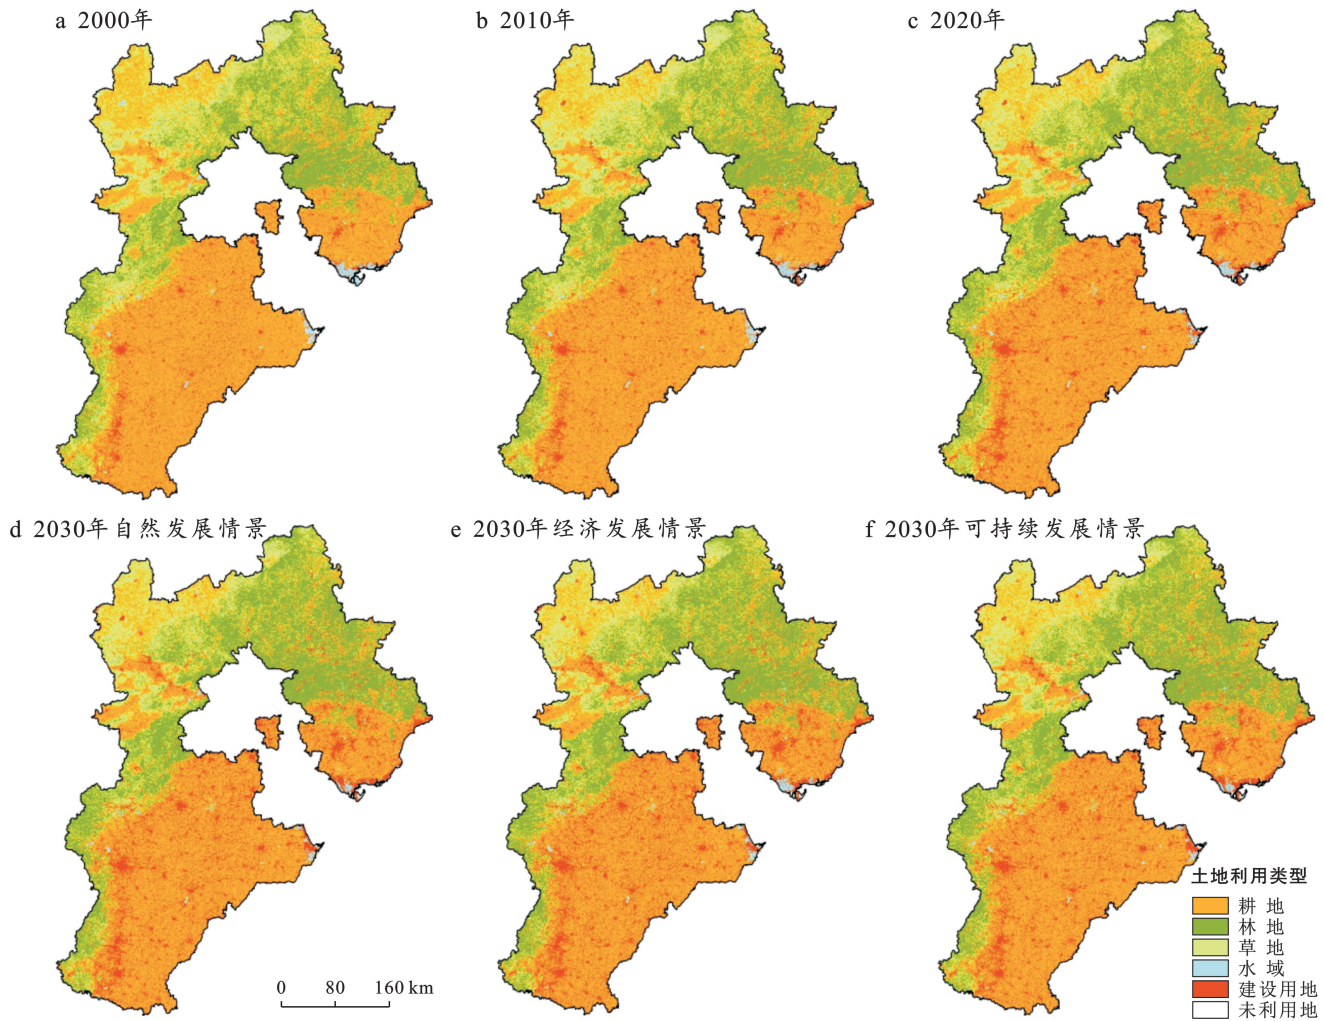 a 2000年
b 2010年
c 2020年
d 2030年自然发展情景
e 2030年经济发展情景
f 2030年可持续发展情景
土地利用类型
耕 地
林 地
草 地
水 域
建设用地
未利用地
0 80 160 km